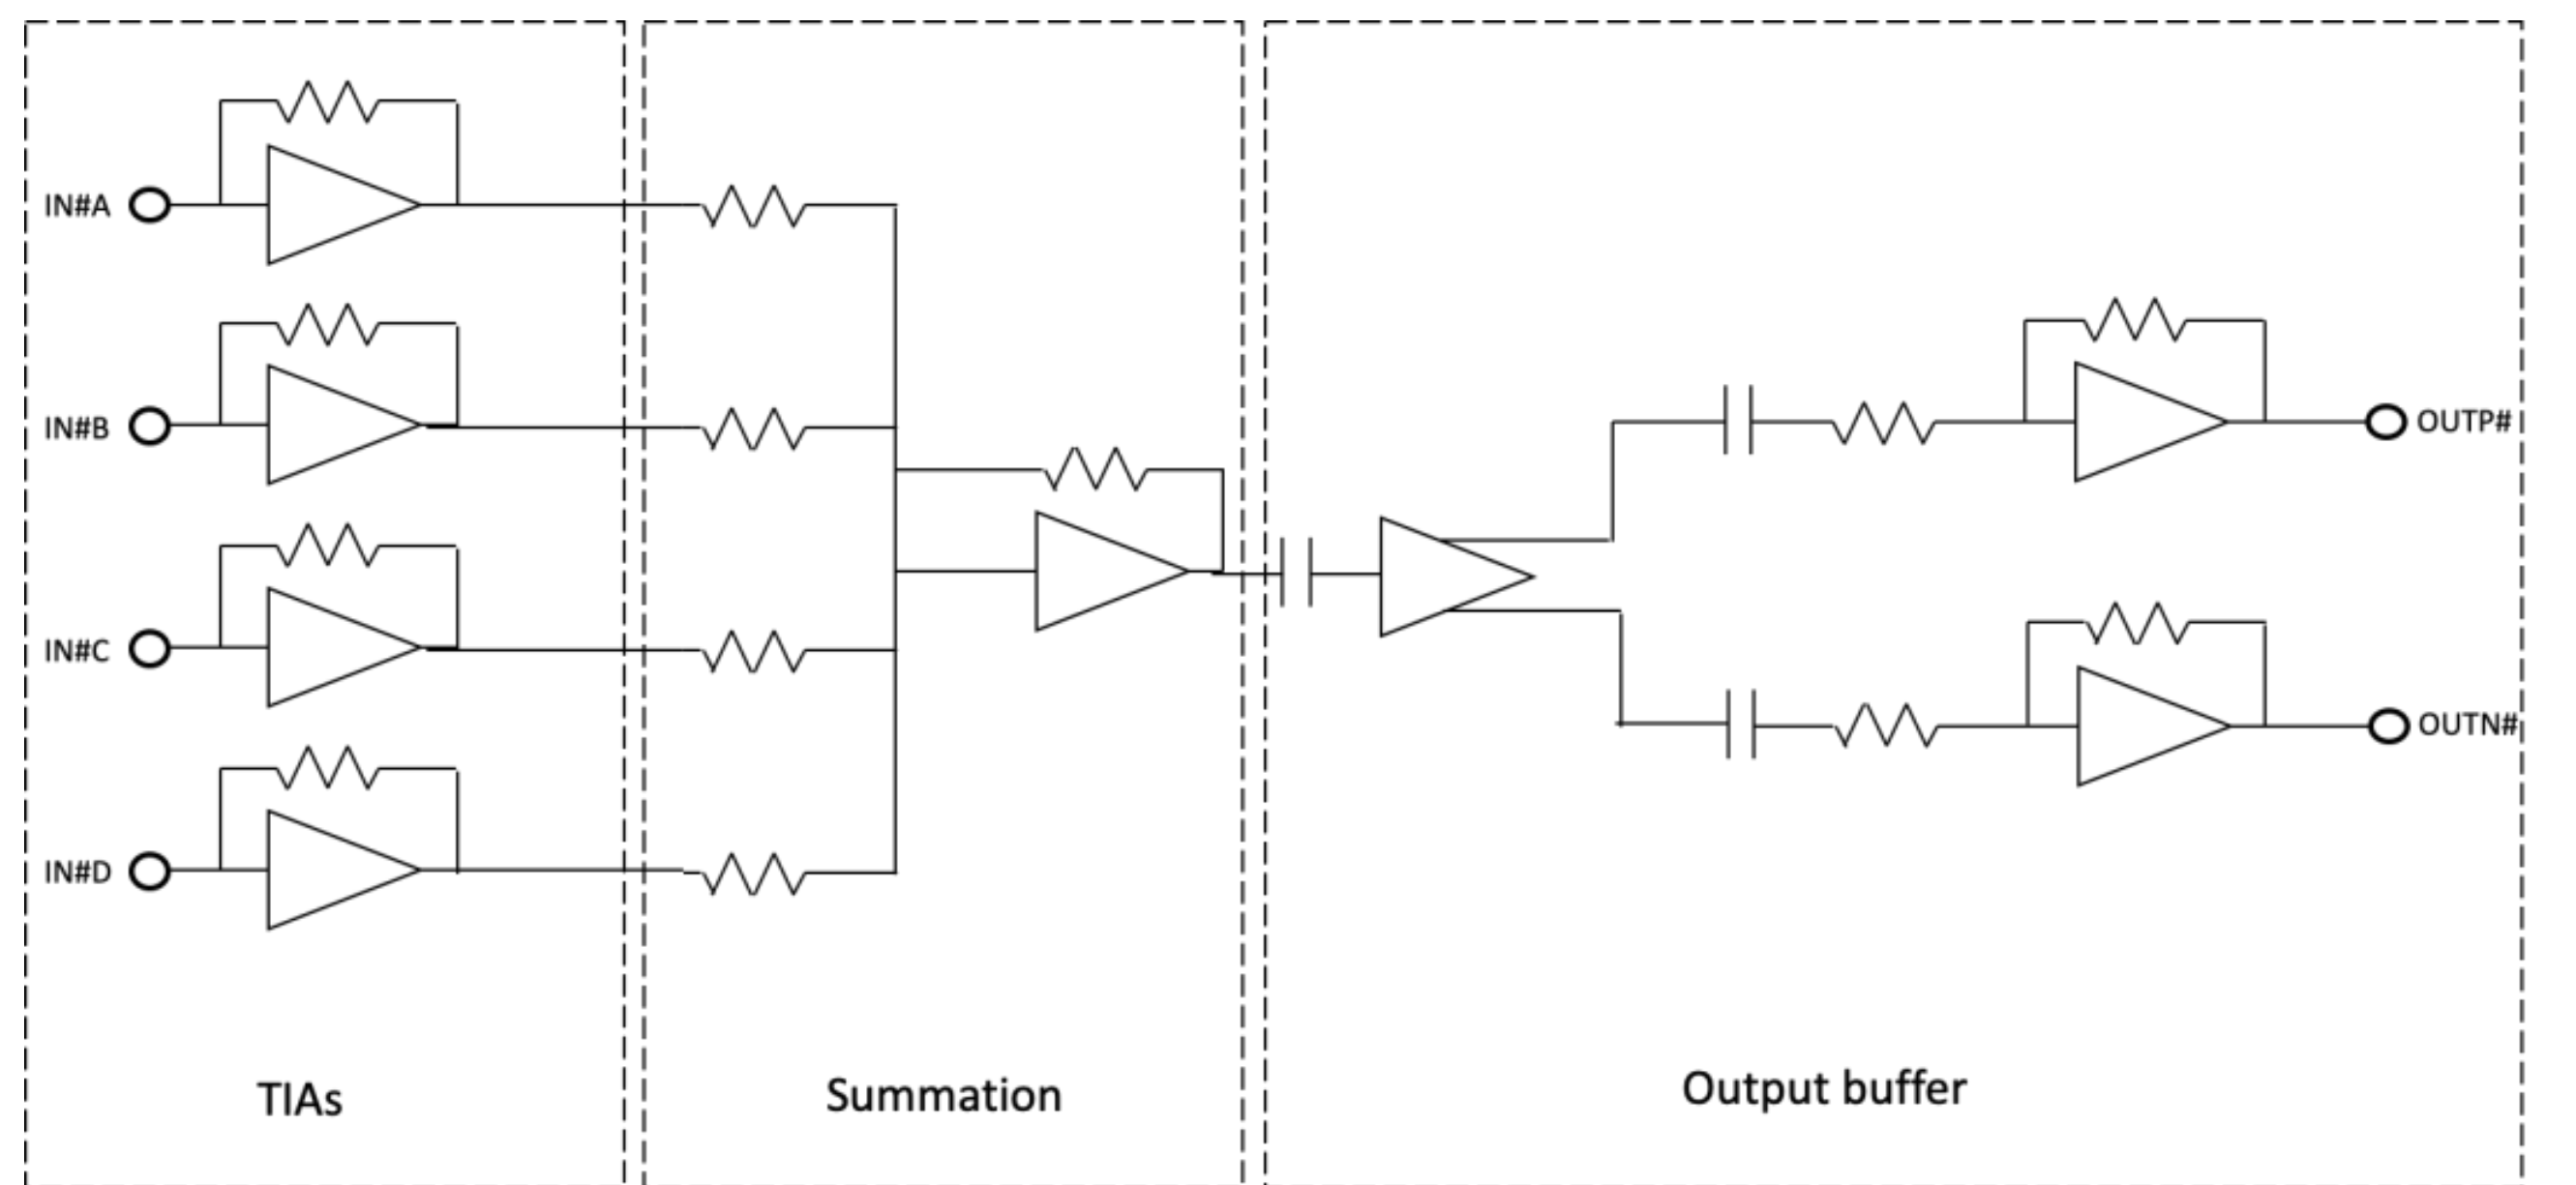 IN#A
IN#B
IN#C
IN#D
OUTP#
OUTN#
TIAs
Summation
Output buffer